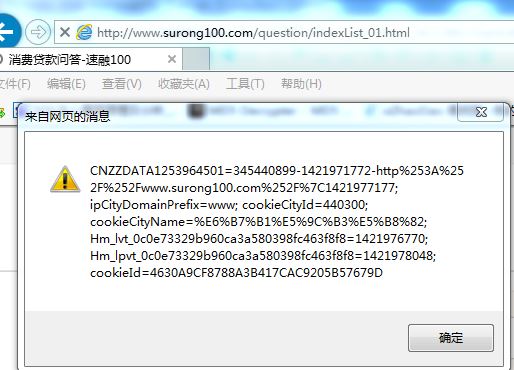 http://www.surong100.com/question/indexList_01.html
消费贷款问答-速融100
文件(F) 编辑(E) 查看(V) 收藏夹(A) 工具(T) 帮助(H)
来自网页的消息
CNZZDATA1253964501=345440899-1421971772-http%253A%252
F%252Fwww.surong100.com%252F%7C1421977177;
ipCityDomainPrefix=www; cookieCityId=440300;
cookieCityName=%E6%B7%B1%E5%9C%B3%E5%B8%82;
Hm_lvt_0c0e73329b960ca3a580398fc463f8f8=1421976770;
Hm_lpvt_0c0e73329b960ca3a580398fc463f8f8=1421978048;
cookieId=4630A9CF8788A3B417CAC9205B57679D
确定